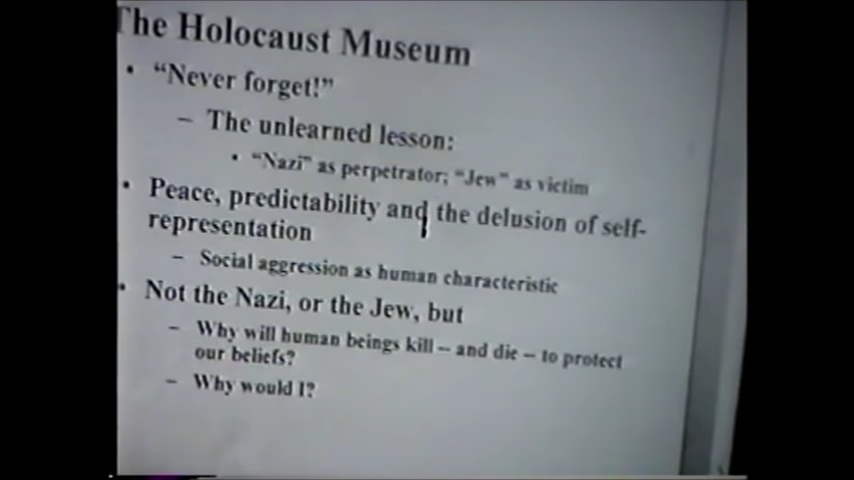 The Holocaust Museum
• “Never forget!”
– The unlearned lesson:
• “Nazi” as perpetrator; “Jew” as victim
• Peace, predictability and the delusion of self-
representation
– Social aggression as human characteristic
• Not the Nazi, or the Jew, but
– Why will human beings kill – and die – to protect
our beliefs?
– Why would I?